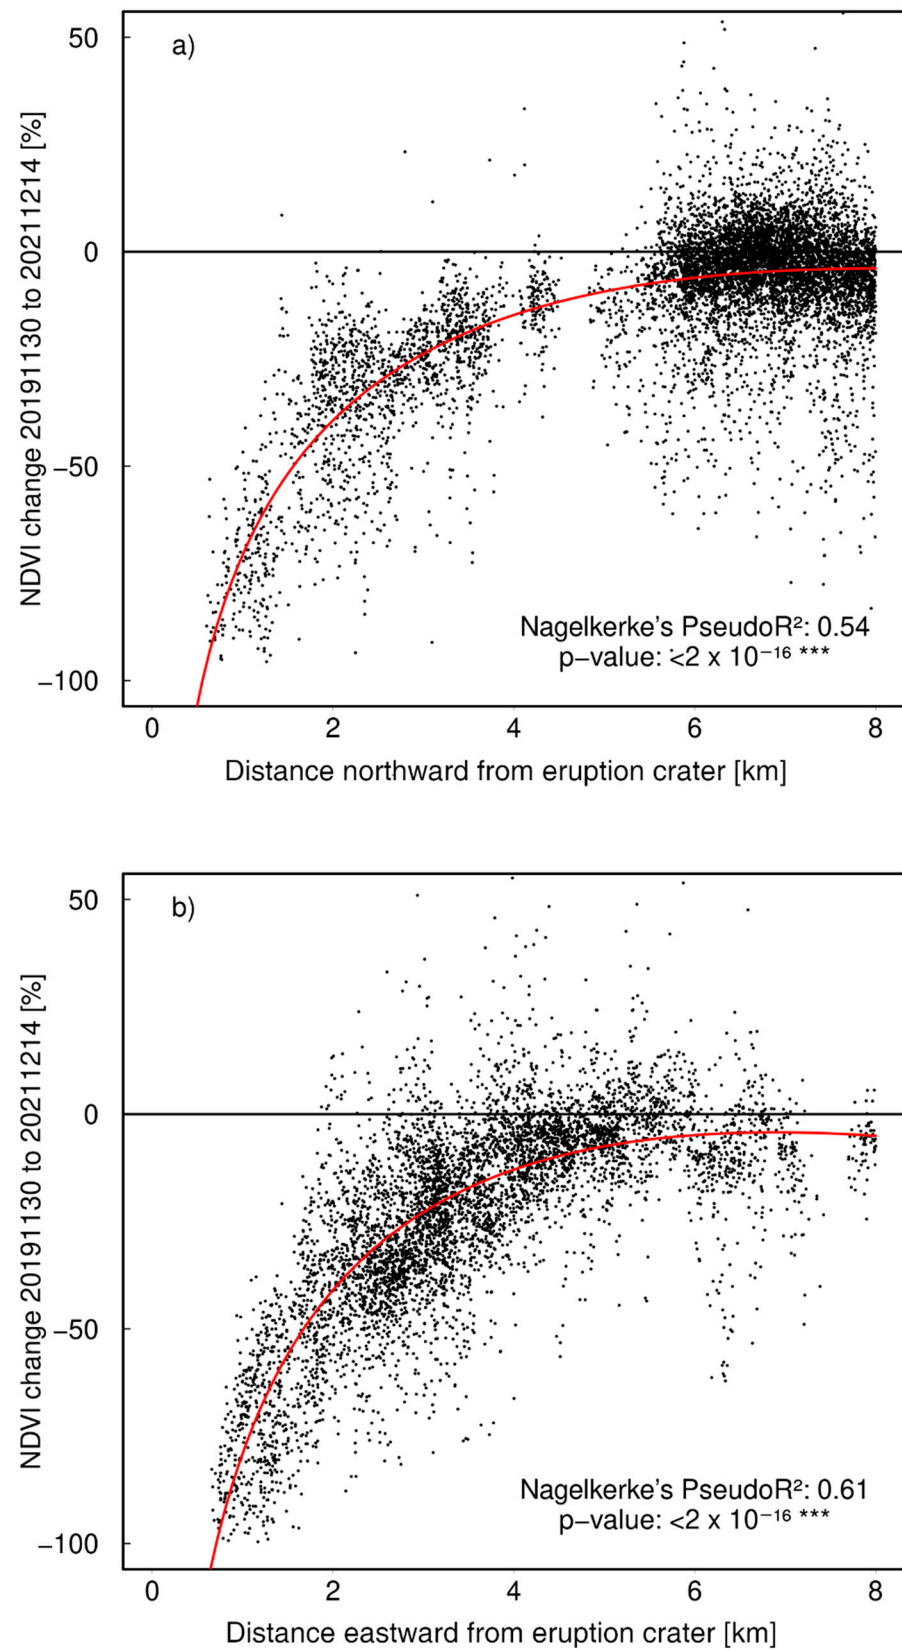 a)
50
0
−50
−100
NDVI change 20191130 to 20211214 [%]
Nagelkerke's PseudoR²: 0.54
p−value: <2 x 10⁻¹⁶ ***
0 2 4 6 8
Distance northward from eruption crater [km]
b)
50
0
−50
−100
NDVI change 20191130 to 20211214 [%]
Nagelkerke's PseudoR²: 0.61
p−value: <2 x 10⁻¹⁶ ***
0 2 4 6 8
Distance eastward from eruption crater [km]